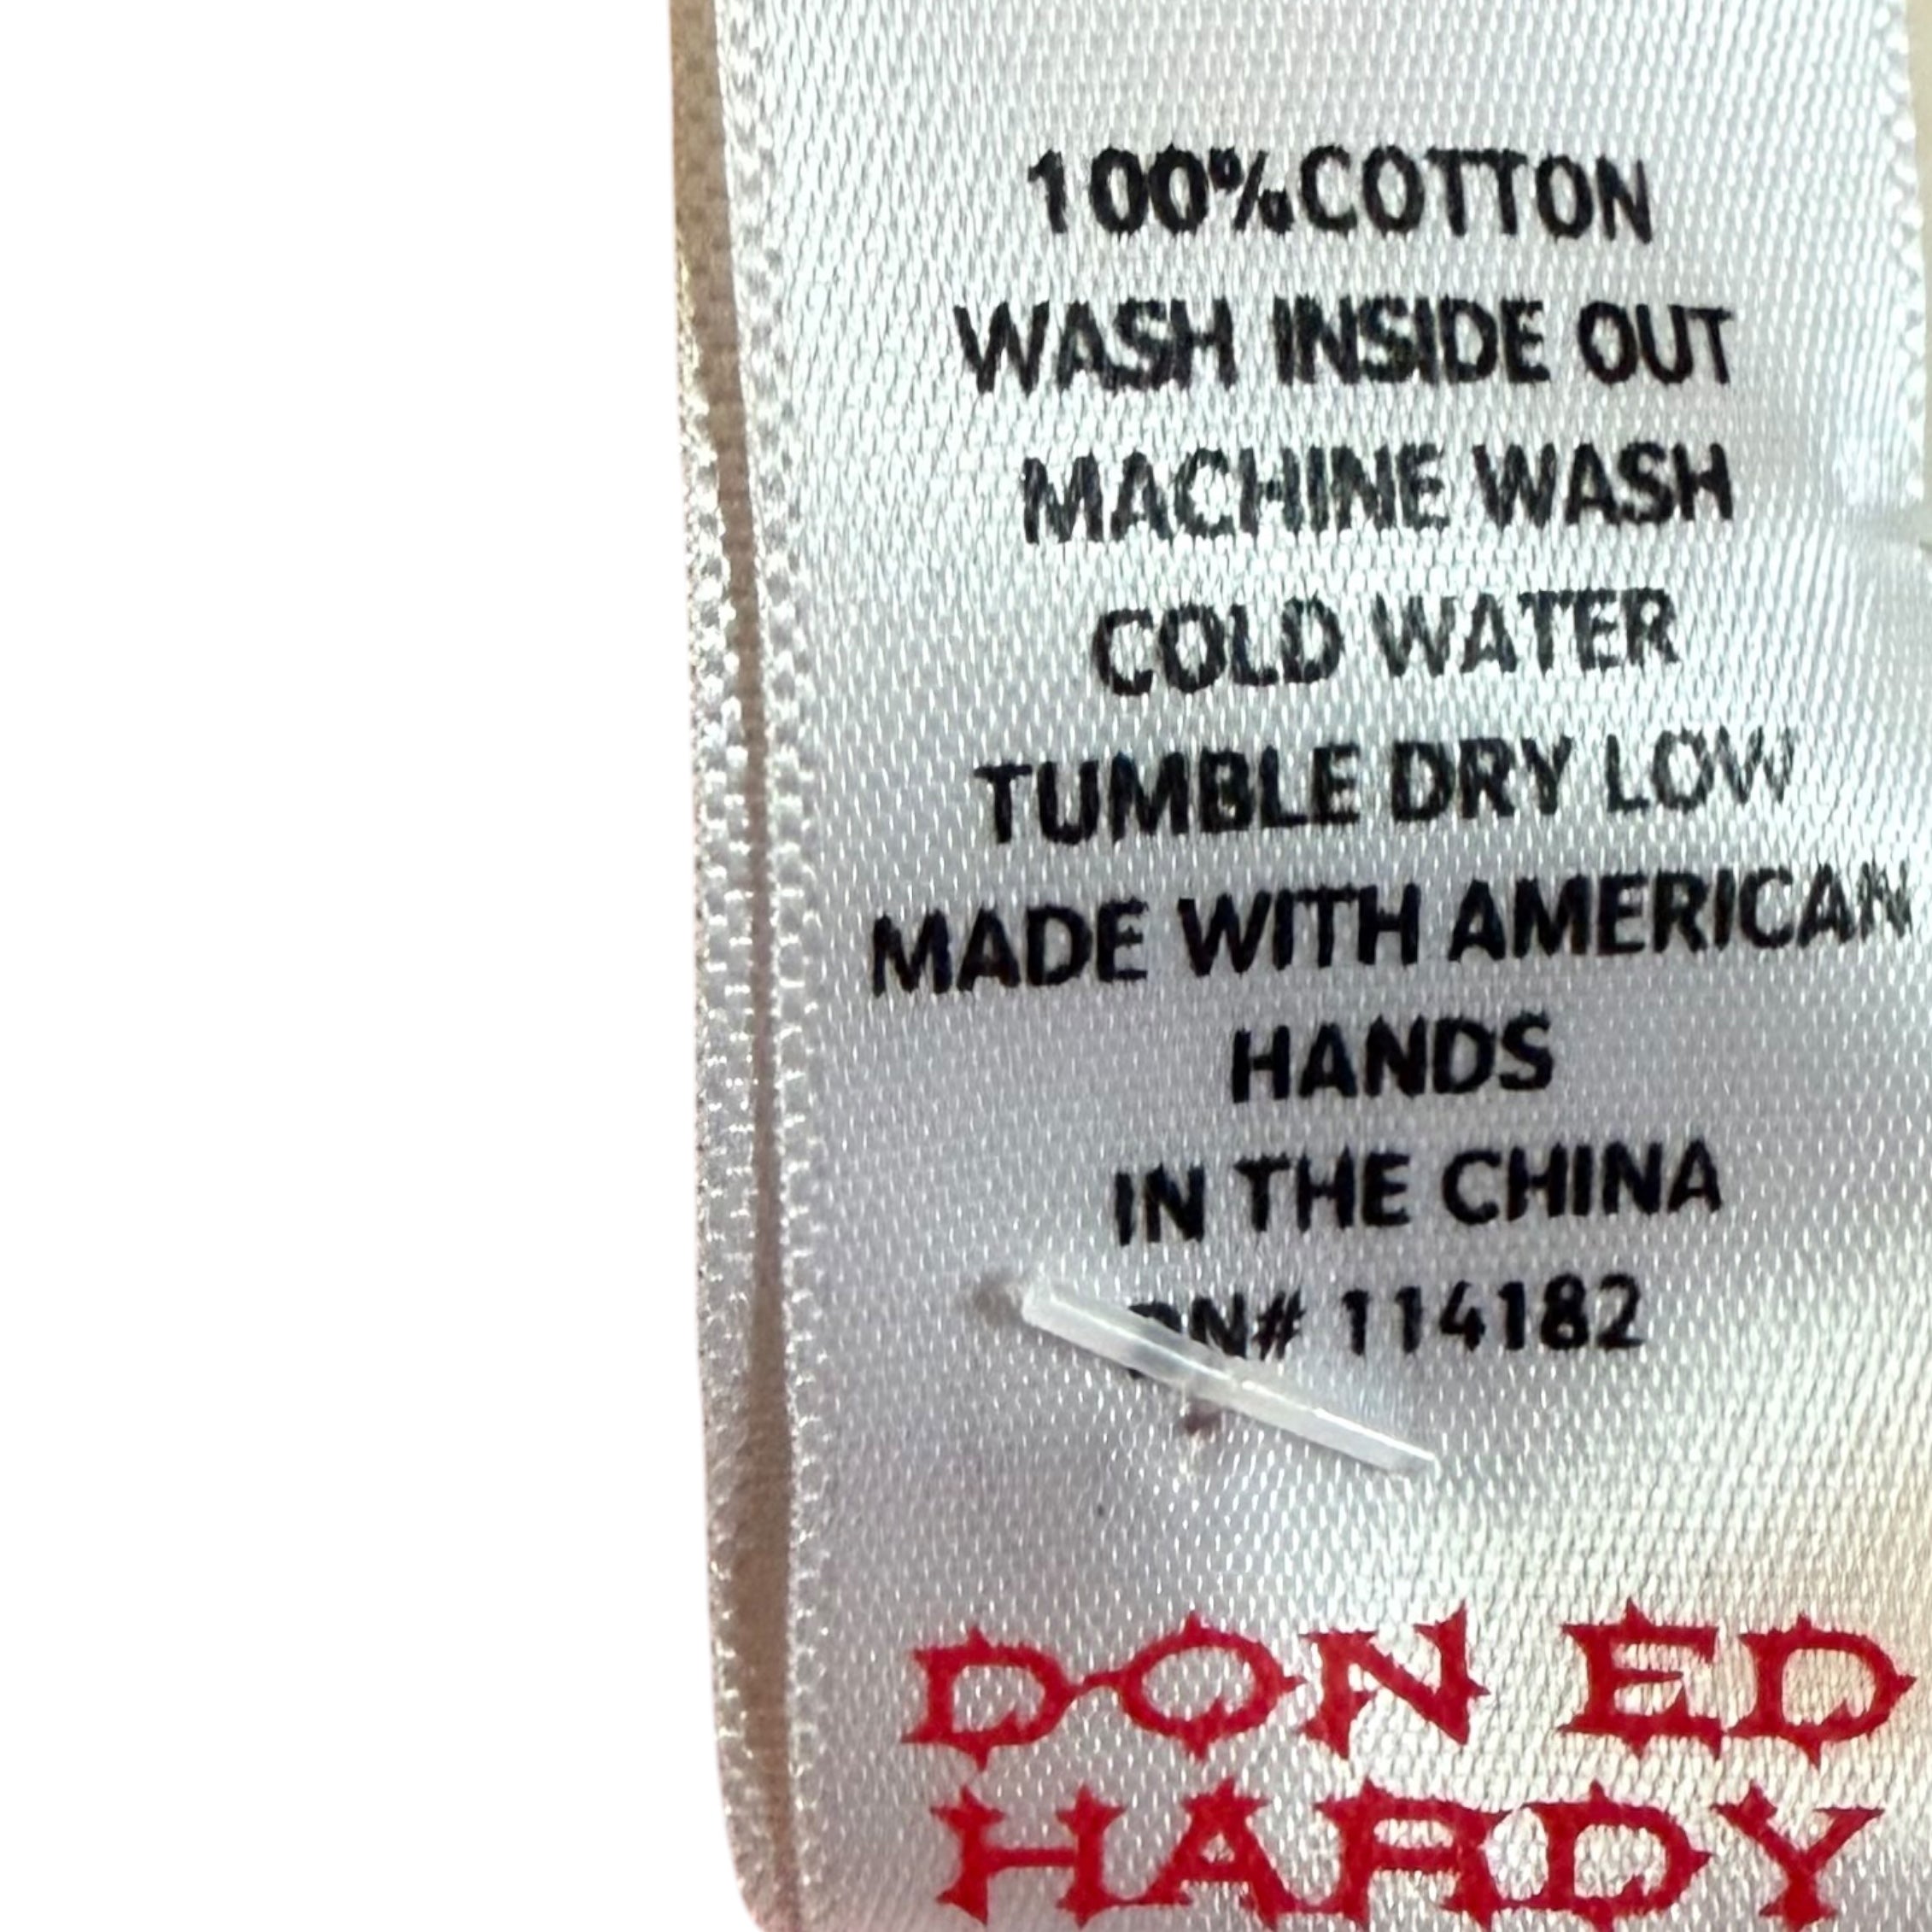 100%COTTON
WASH INSIDE OUT
MACHINE WASH
COLD WATER
TUMBLE DRY LOW
MADE WITH AMERICAN
HANDS
IN THE CHINA
RN# 114182
DON ED
HARDY